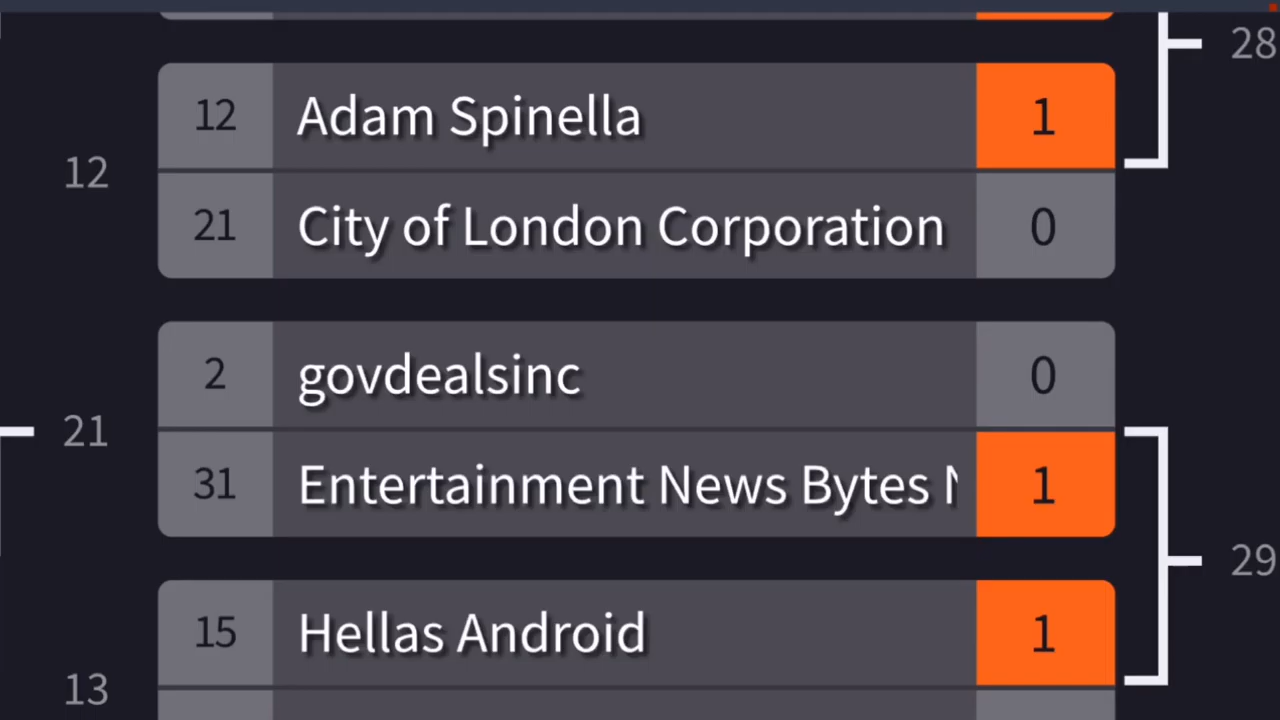 28
12 Adam Spinella 1
12
21 City of London Corporation 0
2 govdealsinc 0
21
31 Entertainment News Bytes 1
29
15 Hellas Android 1
13